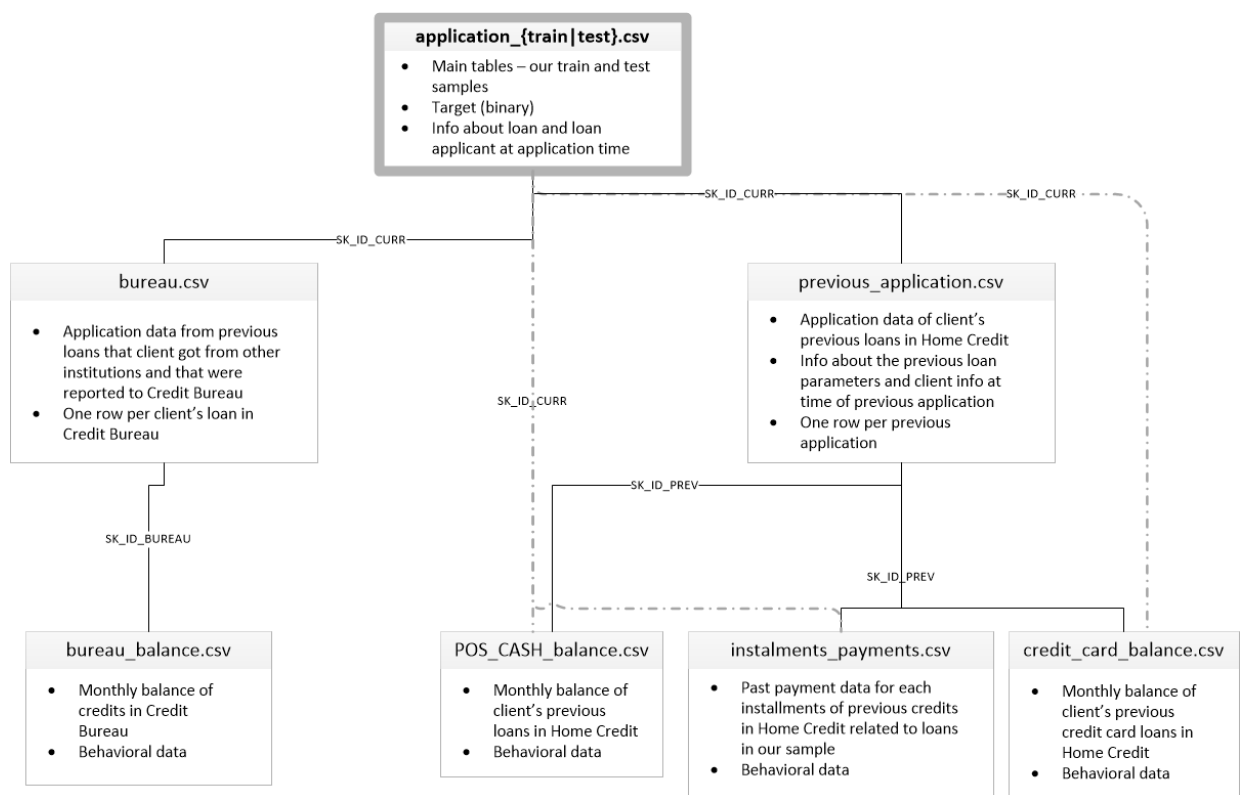 application_{train|test}.csv
• Main tables – our train and test
samples
• Target (binary)
• Info about loan and loan
applicant at application time
SK_ID_CURR
SK_ID_CURR
SK_ID_CURR
bureau.csv
• Application data from previous
loans that client got from other
institutions and that were
reported to Credit Bureau
• One row per client's loan in
Credit Bureau
previous_application.csv
• Application data of client's
previous loans in Home Credit
• Info about the previous loan
parameters and client info at
time of previous application
• One row per previous
application
SK_ID_CURR
SK_ID_PREV
SK_ID_BUREAU
SK_ID_PREV
bureau_balance.csv
• Monthly balance of
credits in Credit
Bureau
• Behavioral data
POS_CASH_balance.csv
• Monthly balance of
client's previous
loans in Home Credit
• Behavioral data
instalments_payments.csv
• Past payment data for each
installments of previous credits
in Home Credit related to loans
in our sample
• Behavioral data
credit_card_balance.csv
• Monthly balance of
client's previous
credit card loans in
Home Credit
• Behavioral data